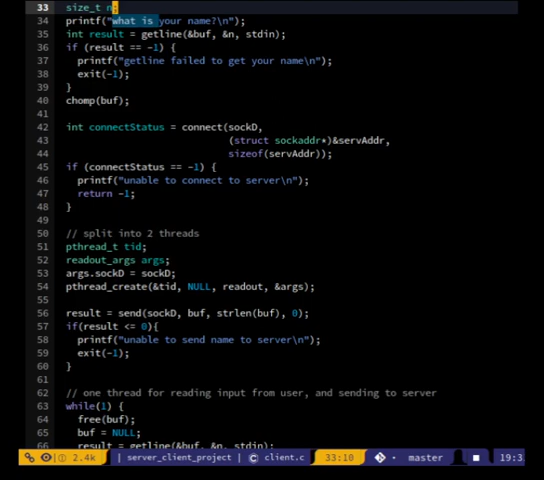 33 size_t n;
34 printf("what is your name?\n");
35 int result = getline(&buf, &n, stdin);
36 if (result == -1) {
37   printf("getline failed to get your name\n");
38   exit(-1);
39 }
40 chomp(buf);
41
42 int connectStatus = connect(sockD,
43                             (struct sockaddr*)&servAddr,
44                             sizeof(servAddr));
45 if (connectStatus == -1) {
46   printf("unable to connect to server\n");
47   return -1;
48 }
49
50 // split into 2 threads
51 pthread_t tid;
52 readout_args args;
53 args.sockD = sockD;
54 pthread_create(&tid, NULL, readout, &args);
55
56 result = send(sockD, buf, strlen(buf), 0);
57 if(result <= 0){
58   printf("unable to send name to server\n");
59   exit(-1);
60 }
61
62 // one thread for reading input from user, and sending to server
63 while(1) {
64   free(buf);
65   buf = NULL;
66   result = getline(&buf, &n, stdin);
2.4k | server_client_project | client.c 33:10 master 19:3